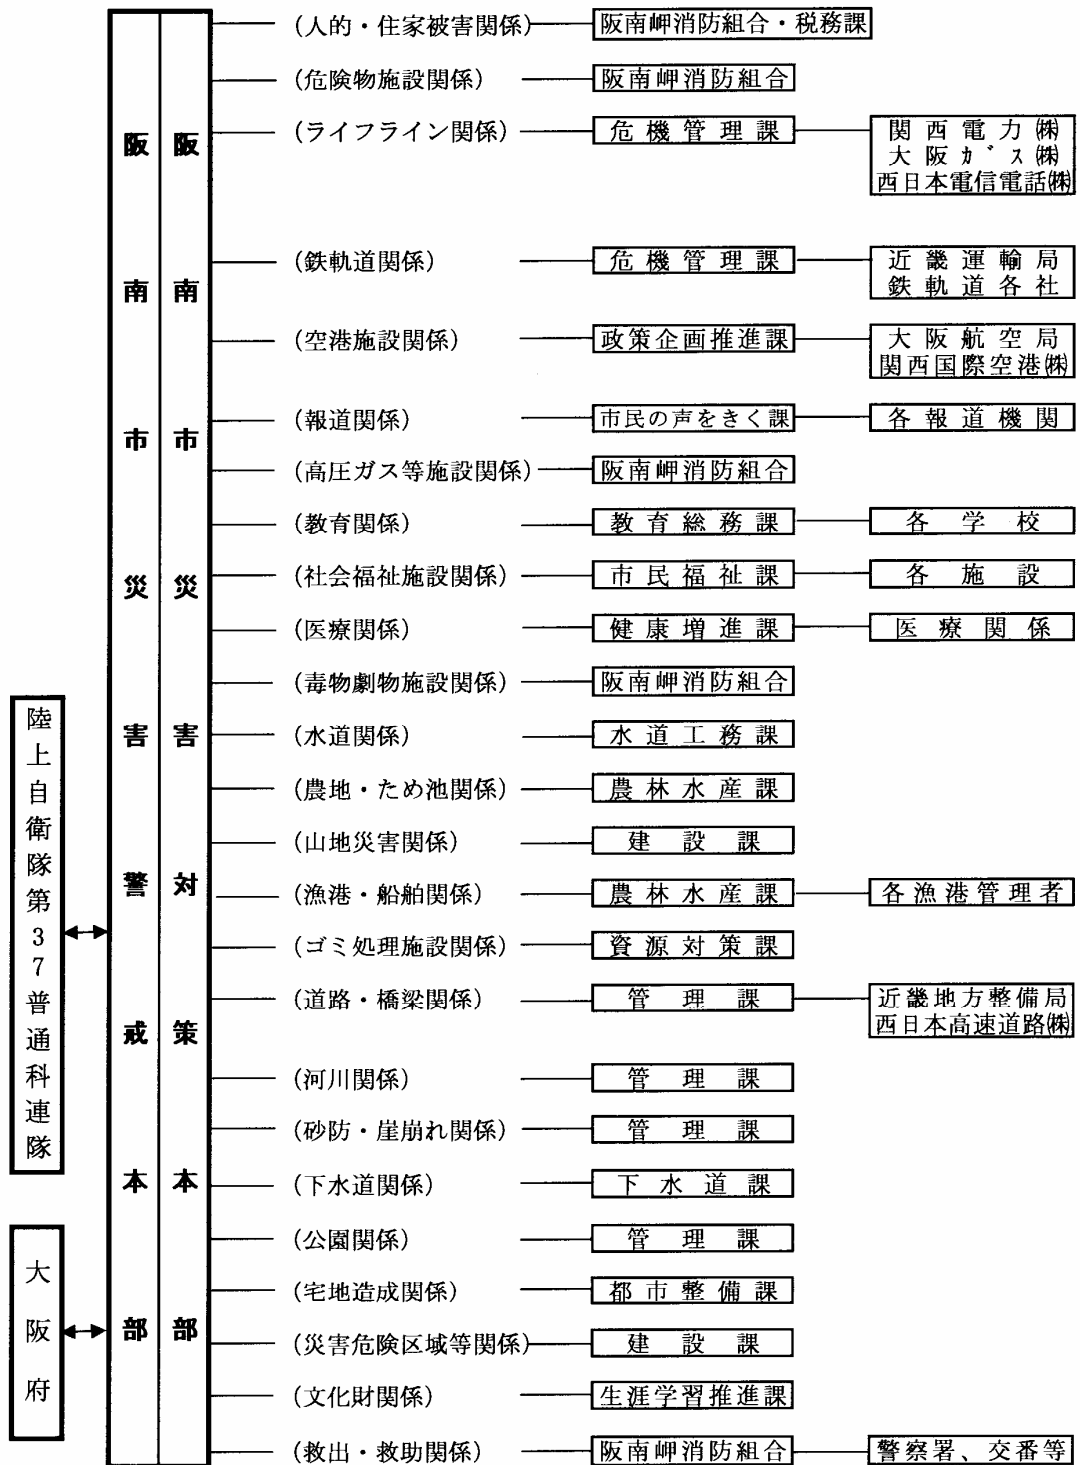 陸上自衛隊第37普通科連隊
大阪府
阪南市災害警戒本部
阪南市災害対策本部
(人的・住家被害関係) 阪南岬消防組合・税務課
(危険物施設関係) 阪南岬消防組合
(ライフライン関係) 危機管理課 関西電力㈱
大阪ガス㈱
西日本電信電話㈱
(鉄軌道関係) 危機管理課 近畿運輸局
鉄軌道各社
(空港施設関係) 政策企画推進課 大阪航空局
関西国際空港㈱
(報道関係) 市民の声をきく課 各報道機関
(高圧ガス等施設関係) 阪南岬消防組合
(教育関係) 教育総務課 各学校
(社会福祉施設関係) 市民福祉課 各施設
(医療関係) 健康増進課 医療関係
(毒物劇物施設関係) 阪南岬消防組合
(水道関係) 水道工務課
(農地・ため池関係) 農林水産課
(山地災害関係) 建設課
(漁港・船舶関係) 農林水産課 各漁港管理者
(ゴミ処理施設関係) 資源対策課
(道路・橋梁関係) 管理課 近畿地方整備局
西日本高速道路㈱
(河川関係) 管理課
(砂防・崖崩れ関係) 管理課
(下水道関係) 下水道課
(公園関係) 管理課
(宅地造成関係) 都市整備課
(災害危険区域等関係) 建設課
(文化財関係) 生涯学習推進課
(救出・救助関係) 阪南岬消防組合 警察署、交番等